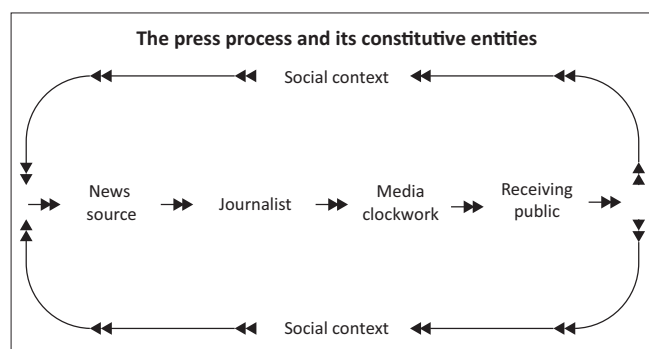 The press process and its constitutive entities
Social context
News
source
Journalist
Media
clockwork
Receiving
public
Social context